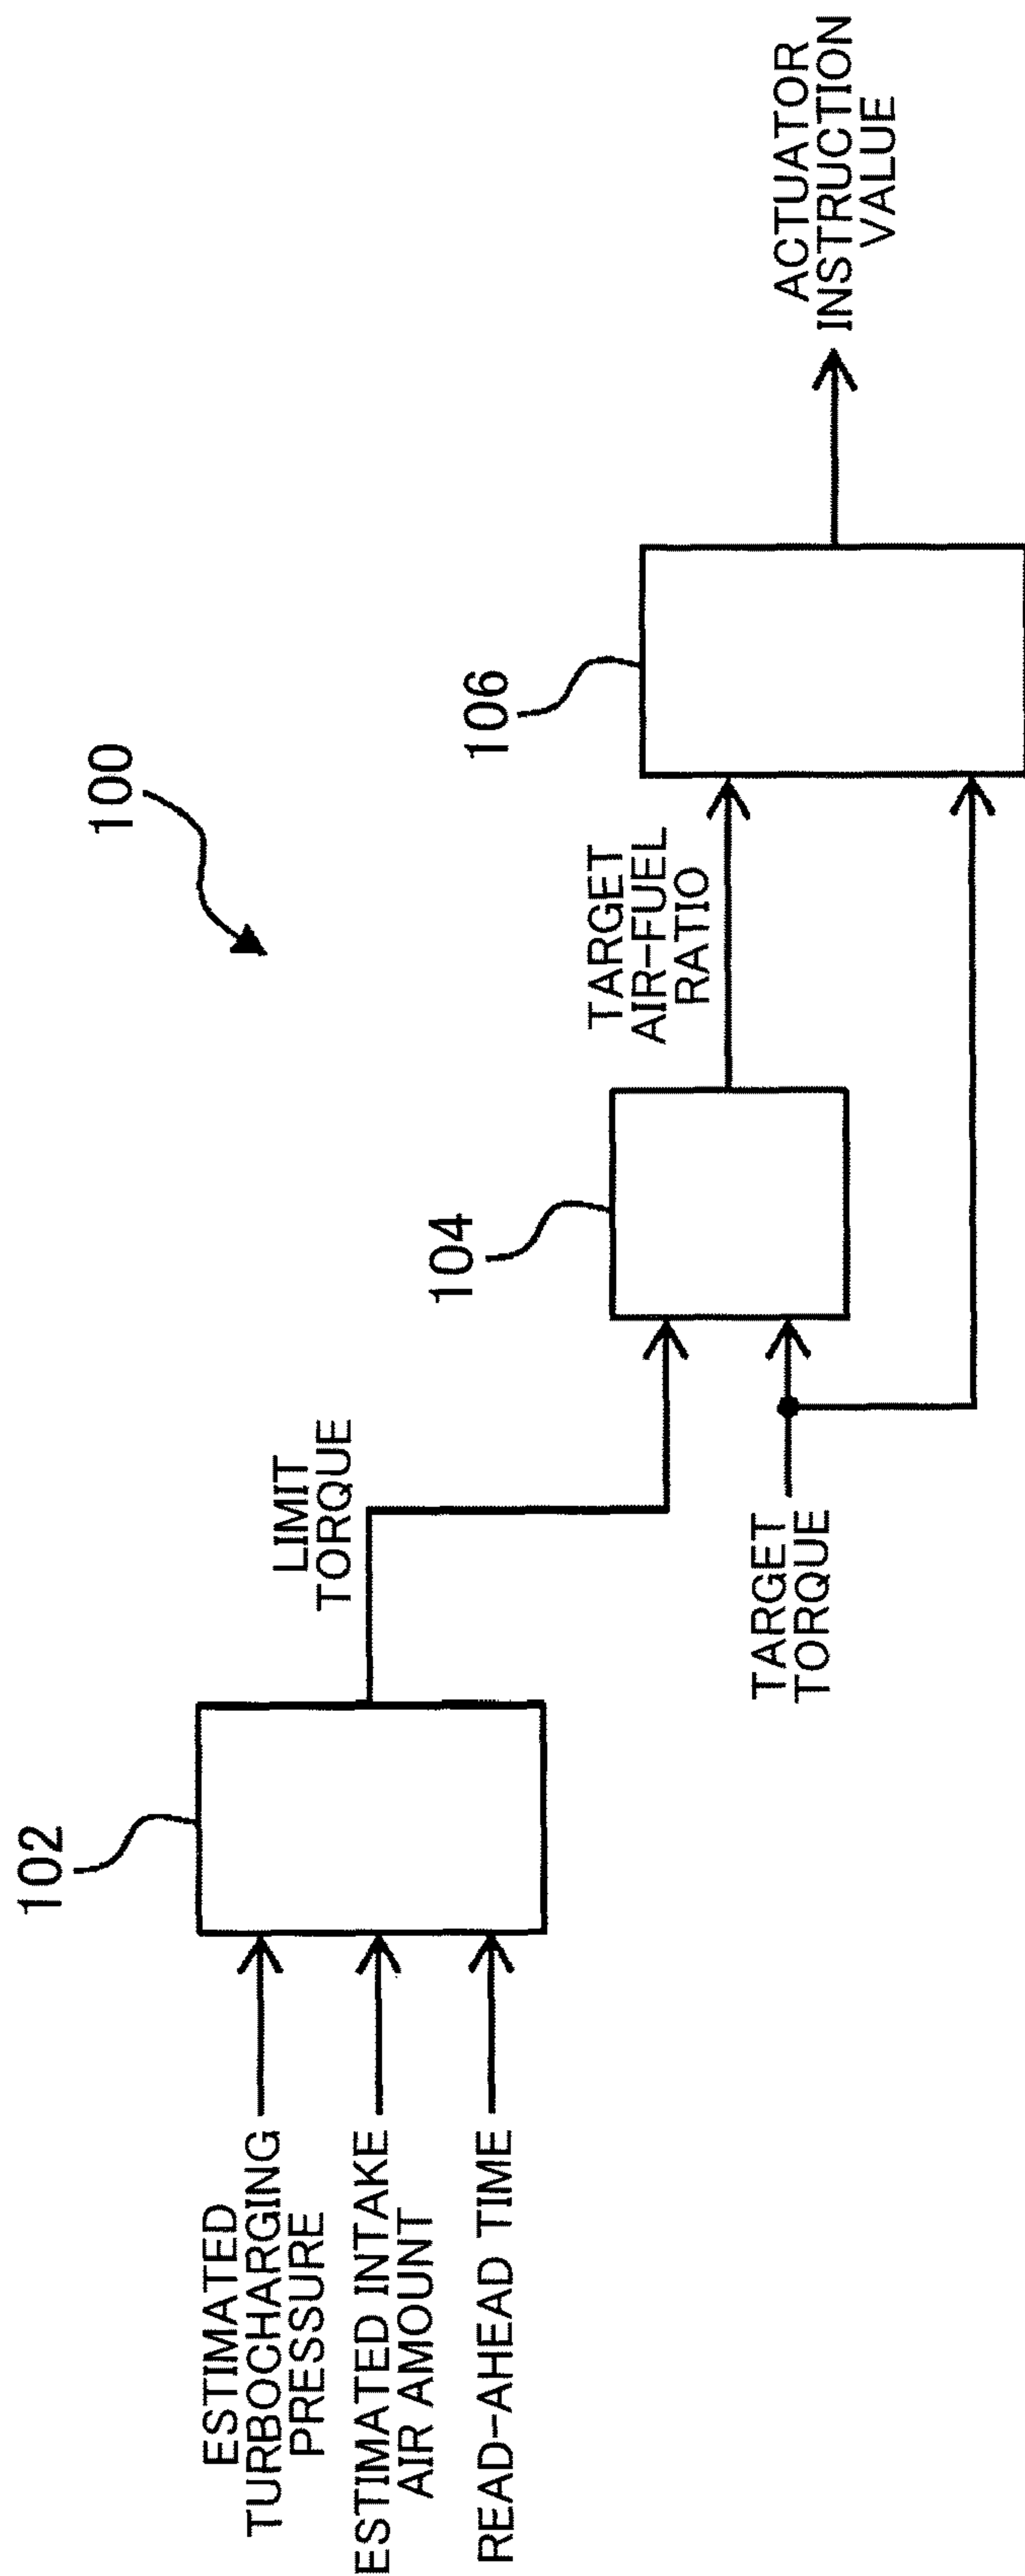 100
102
ESTIMATED
TURBOCHARGING
PRESSURE
ESTIMATED INTAKE
AIR AMOUNT
READ-AHEAD TIME
LIMIT
TORQUE
104
TARGET
TORQUE
TARGET
AIR-FUEL
RATIO
106
ACTUATOR
INSTRUCTION
VALUE